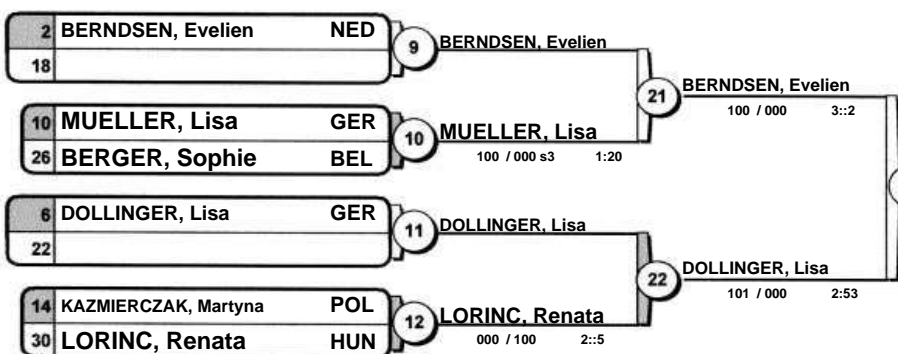 2 BERNDSEN, Evelien NED
18
9
BERNDSEN, Evelien
10 MUELLER, Lisa GER
26 BERGER, Sophie BEL
10
MUELLER, Lisa
100 / 000 s3 1:20
21
BERNDSEN, Evelien
100 / 000 3::2
6 DOLLINGER, Lisa GER
22
11
DOLLINGER, Lisa
14 KAZMIERCZAK, Martyna POL
30 LORINC, Renata HUN
12
LORINC, Renata
000 / 100 2::5
22
DOLLINGER, Lisa
101 / 000 2:53